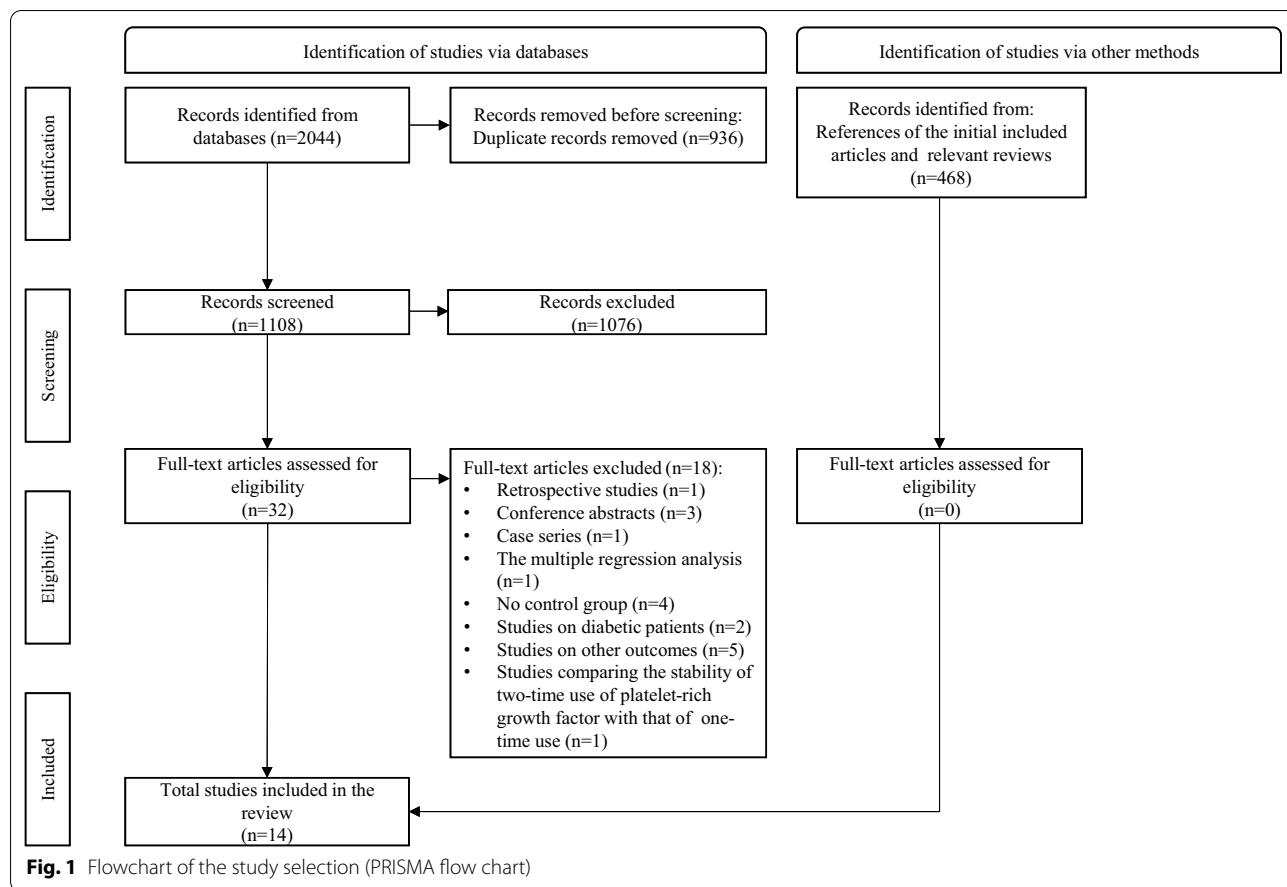 Identification of studies via databases
Identification of studies via other methods
Identification
Records identified from
databases (n=2044)
Records removed before screening:
Duplicate records removed (n=936)
Records identified from:
References of the initial included
articles and relevant reviews
(n=468)
Screening
Records screened
(n=1108)
Records excluded
(n=1076)
Eligibility
Full-text articles assessed for
eligibility
(n=32)
Full-text articles excluded (n=18):
• Retrospective studies (n=1)
• Conference abstracts (n=3)
• Case series (n=1)
• The multiple regression analysis
(n=1)
• No control group (n=4)
• Studies on diabetic patients (n=2)
• Studies on other outcomes (n=5)
• Studies comparing the stability of
two-time use of platelet-rich
growth factor with that of one-
time use (n=1)
Full-text articles assessed for
eligibility
(n=0)
Included
Total studies included in the
review
(n=14)
Fig. 1 Flowchart of the study selection (PRISMA flow chart)